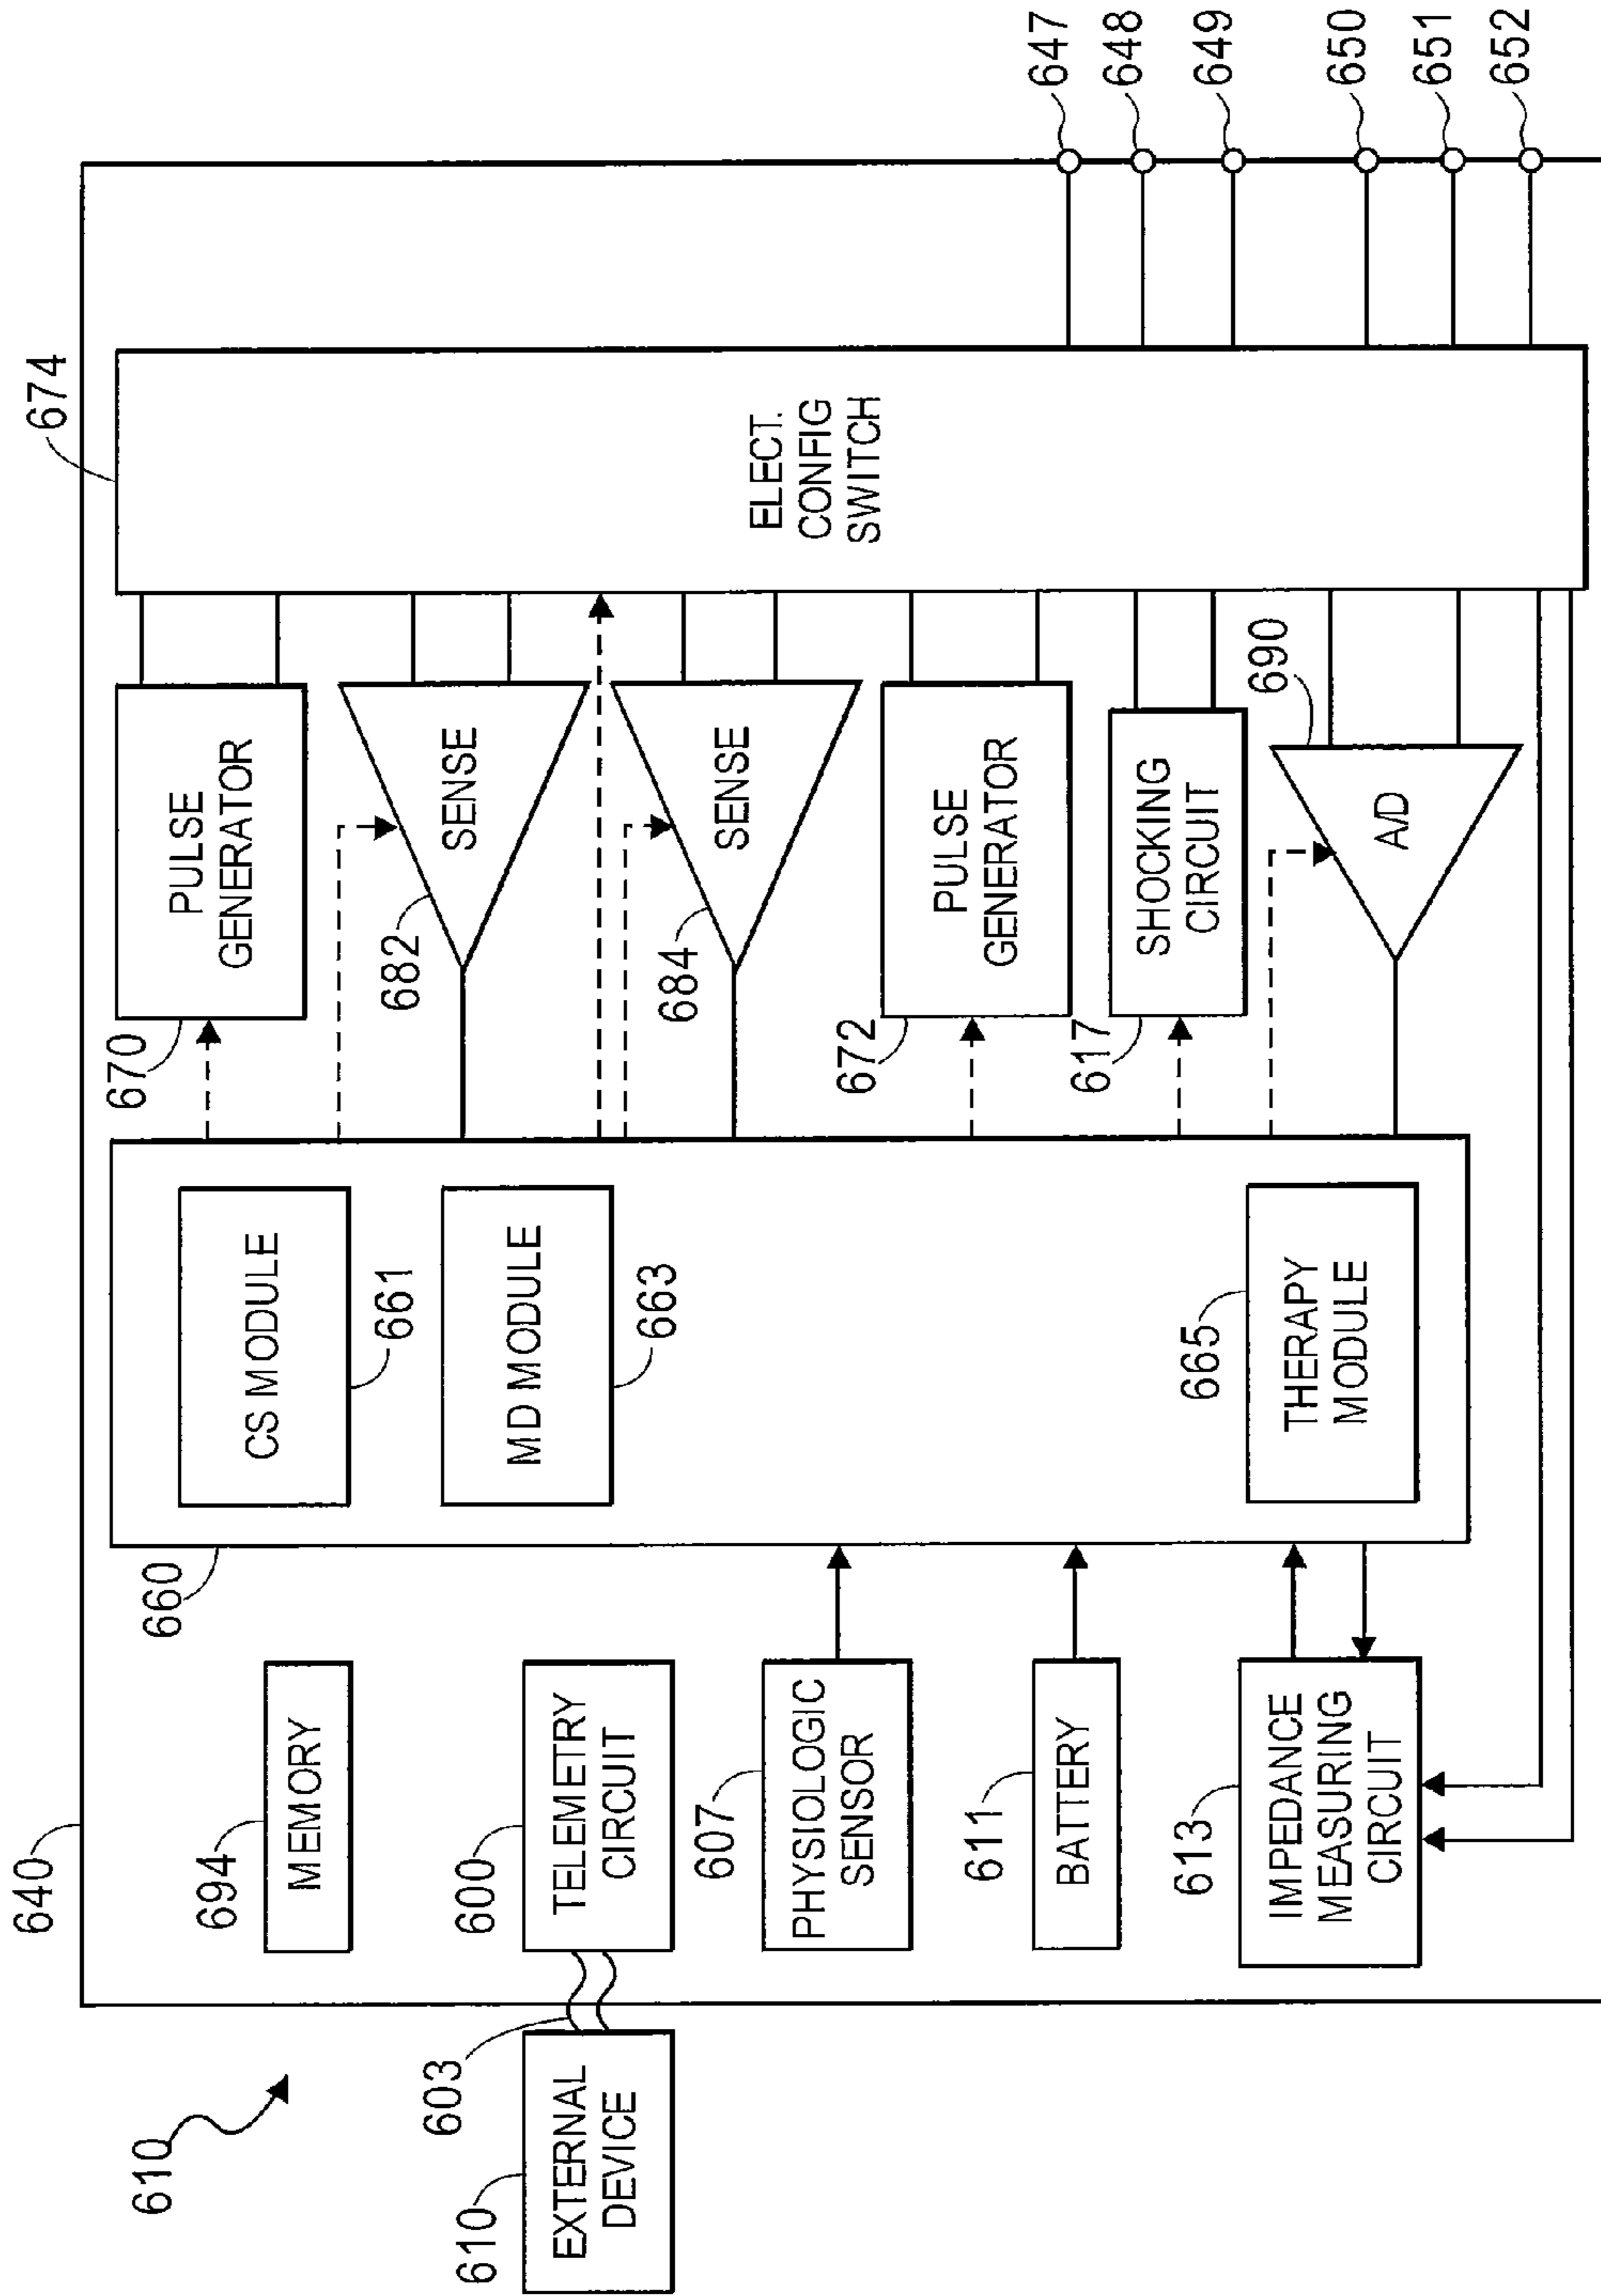 610
EXTERNAL
DEVICE
610
603
640
694
MEMORY
600
TELEMETRY
CIRCUIT
607
PHYSIOLOGIC
SENSOR
611
BATTERY
613
IMPEDANCE
MEASURING
CIRCUIT
660
CS MODULE
661
MD MODULE
663
665
THERAPY
MODULE
670
PULSE
GENERATOR
682
SENSE
684
SENSE
672
PULSE
GENERATOR
617
SHOCKING
CIRCUIT
690
A/D
674
ELECT.
CONFIG
SWITCH
647
648
649
650
651
652